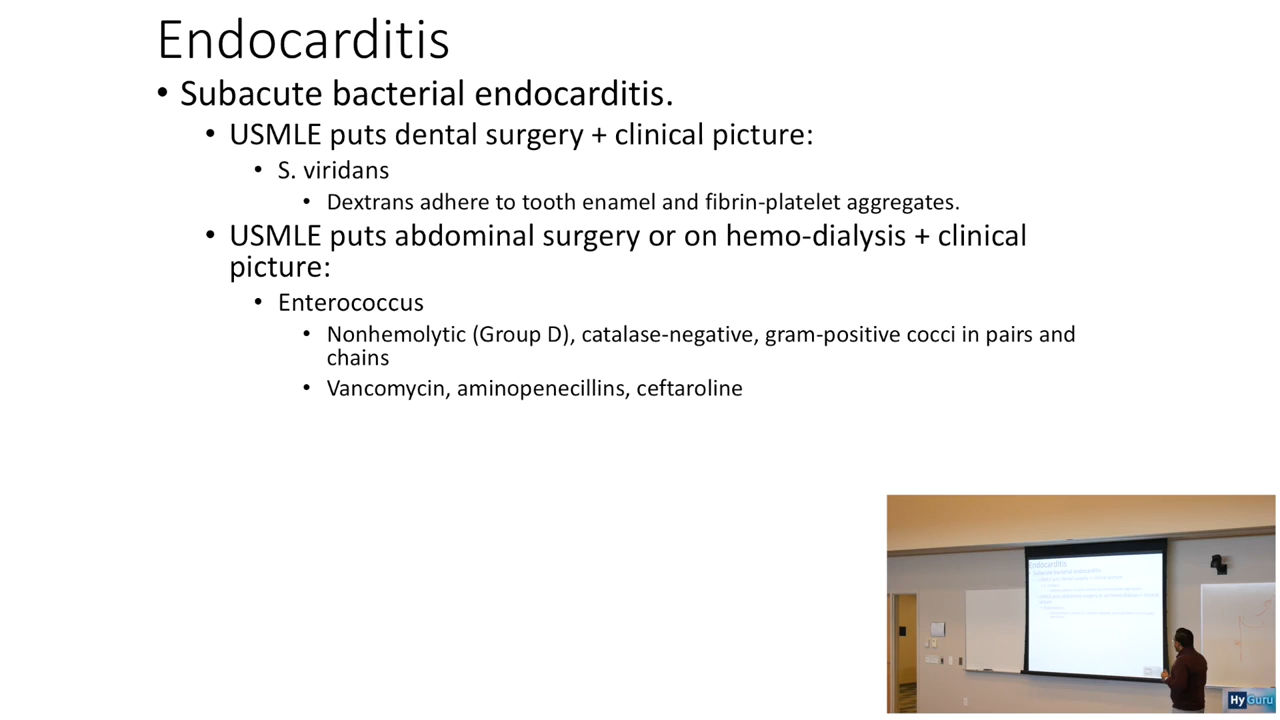 Endocarditis
• Subacute bacterial endocarditis.
• USMLE puts dental surgery + clinical picture:
• S. viridans
• Dextrans adhere to tooth enamel and fibrin-platelet aggregates.
• USMLE puts abdominal surgery or on hemo-dialysis + clinical
picture:
• Enterococcus
• Nonhemolytic (Group D), catalase-negative, gram-positive cocci in pairs and
chains
• Vancomycin, aminopenecillins, ceftaroline
Endocarditis
HyGuru